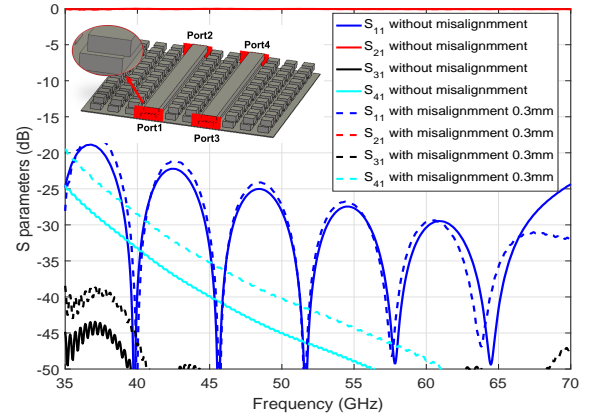 0
-5
-10
-15
-20
-25
-30
-35
-40
-45
-50
35
40
45
50
55
60
65
70
S parameters (dB)
Frequency (GHz)
Port2
Port4
Port1
Port3
S11 without misalignmment
S21 without misalignmment
S31 without misalignmment
S41 without misalignmment
S11 with misalignmment 0.3mm
S21 with misalignmment 0.3mm
S31 with misalignmment 0.3mm
S41 with misalignmment 0.3mm